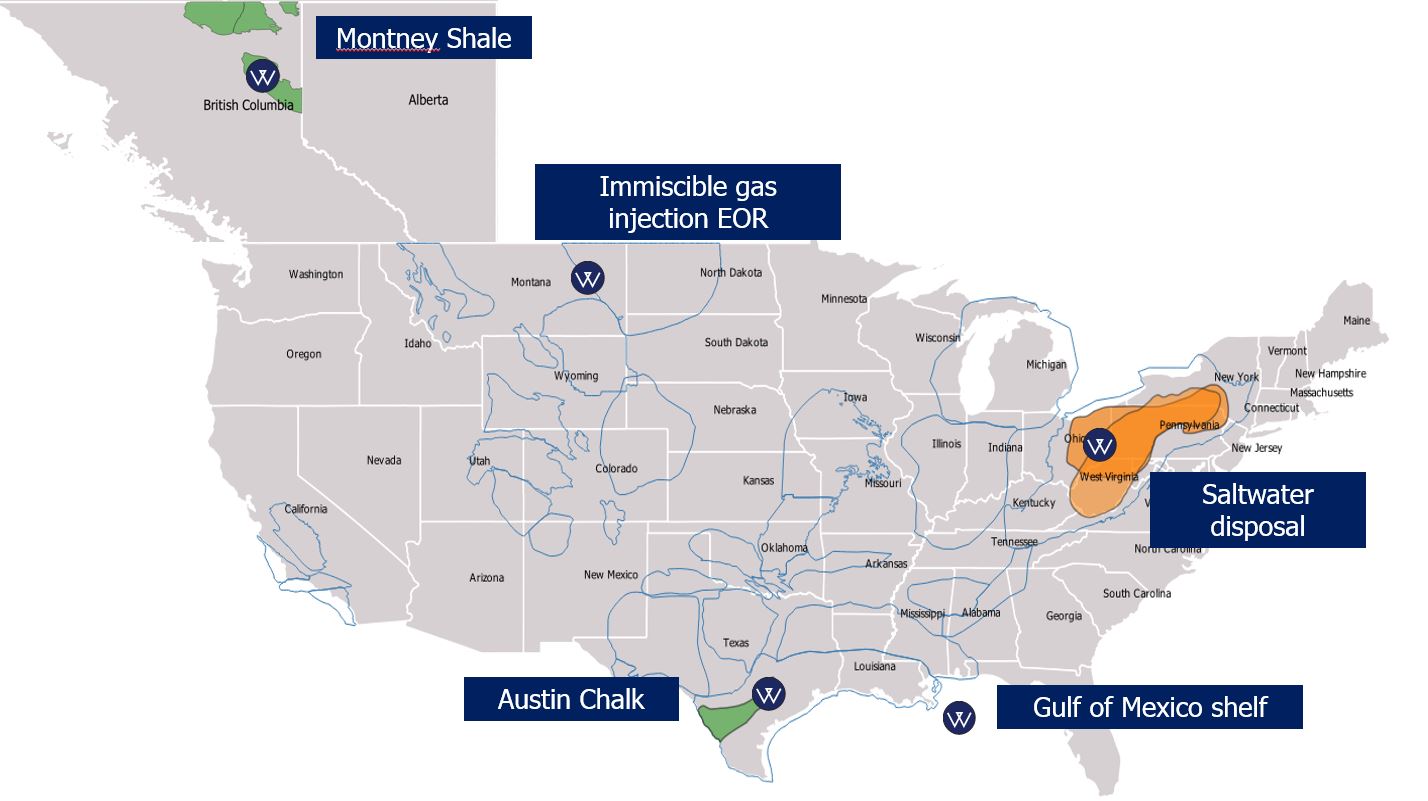 Montney Shale
Alberta
British Columbia
Immiscible gas
injection EOR
Washington
Montana
North Dakota
Minnesota
Maine
Oregon
Idaho
South Dakota
Wisconsin
Michigan
Vermont
New Hampshire
Wyoming
New York
Massachusetts
Nebraska
Iowa
Connecticut
Pennsylvania
Ohio
Nevada
Utah
Colorado
Illinois
Indiana
New Jersey
West Virginia
Kansas
Missouri
Kentucky
California
Saltwater
disposal
Oklahoma
Tennessee
North Carolina
Arizona
New Mexico
Arkansas
South Carolina
Mississippi
Alabama
Georgia
Texas
Louisiana
Austin Chalk
Gulf of Mexico shelf